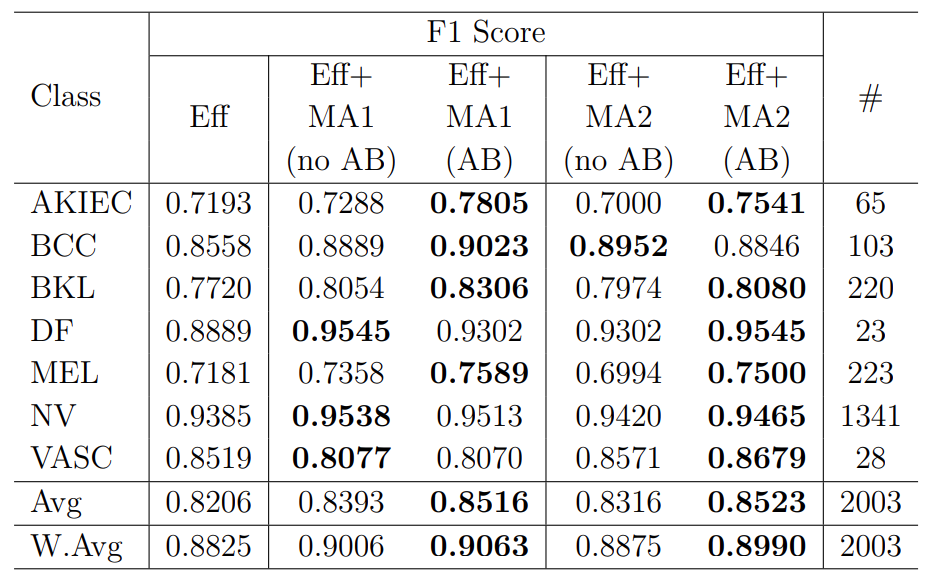 F1 Score
Class Eff Eff+ MA1 (no AB) Eff+ MA1 (AB) Eff+ MA2 (no AB) Eff+ MA2 (AB) #
AKIEC 0.7193 0.7288 0.7805 0.7000 0.7541 65
BCC 0.8558 0.8889 0.9023 0.8952 0.8846 103
BKL 0.7720 0.8054 0.8306 0.7974 0.8080 220
DF 0.8889 0.9545 0.9302 0.9302 0.9545 23
MEL 0.7181 0.7358 0.7589 0.6994 0.7500 223
NV 0.9385 0.9538 0.9513 0.9420 0.9465 1341
VASC 0.8519 0.8077 0.8070 0.8571 0.8679 28
Avg 0.8206 0.8393 0.8516 0.8316 0.8523 2003
W.Avg 0.8825 0.9006 0.9063 0.8875 0.8990 2003